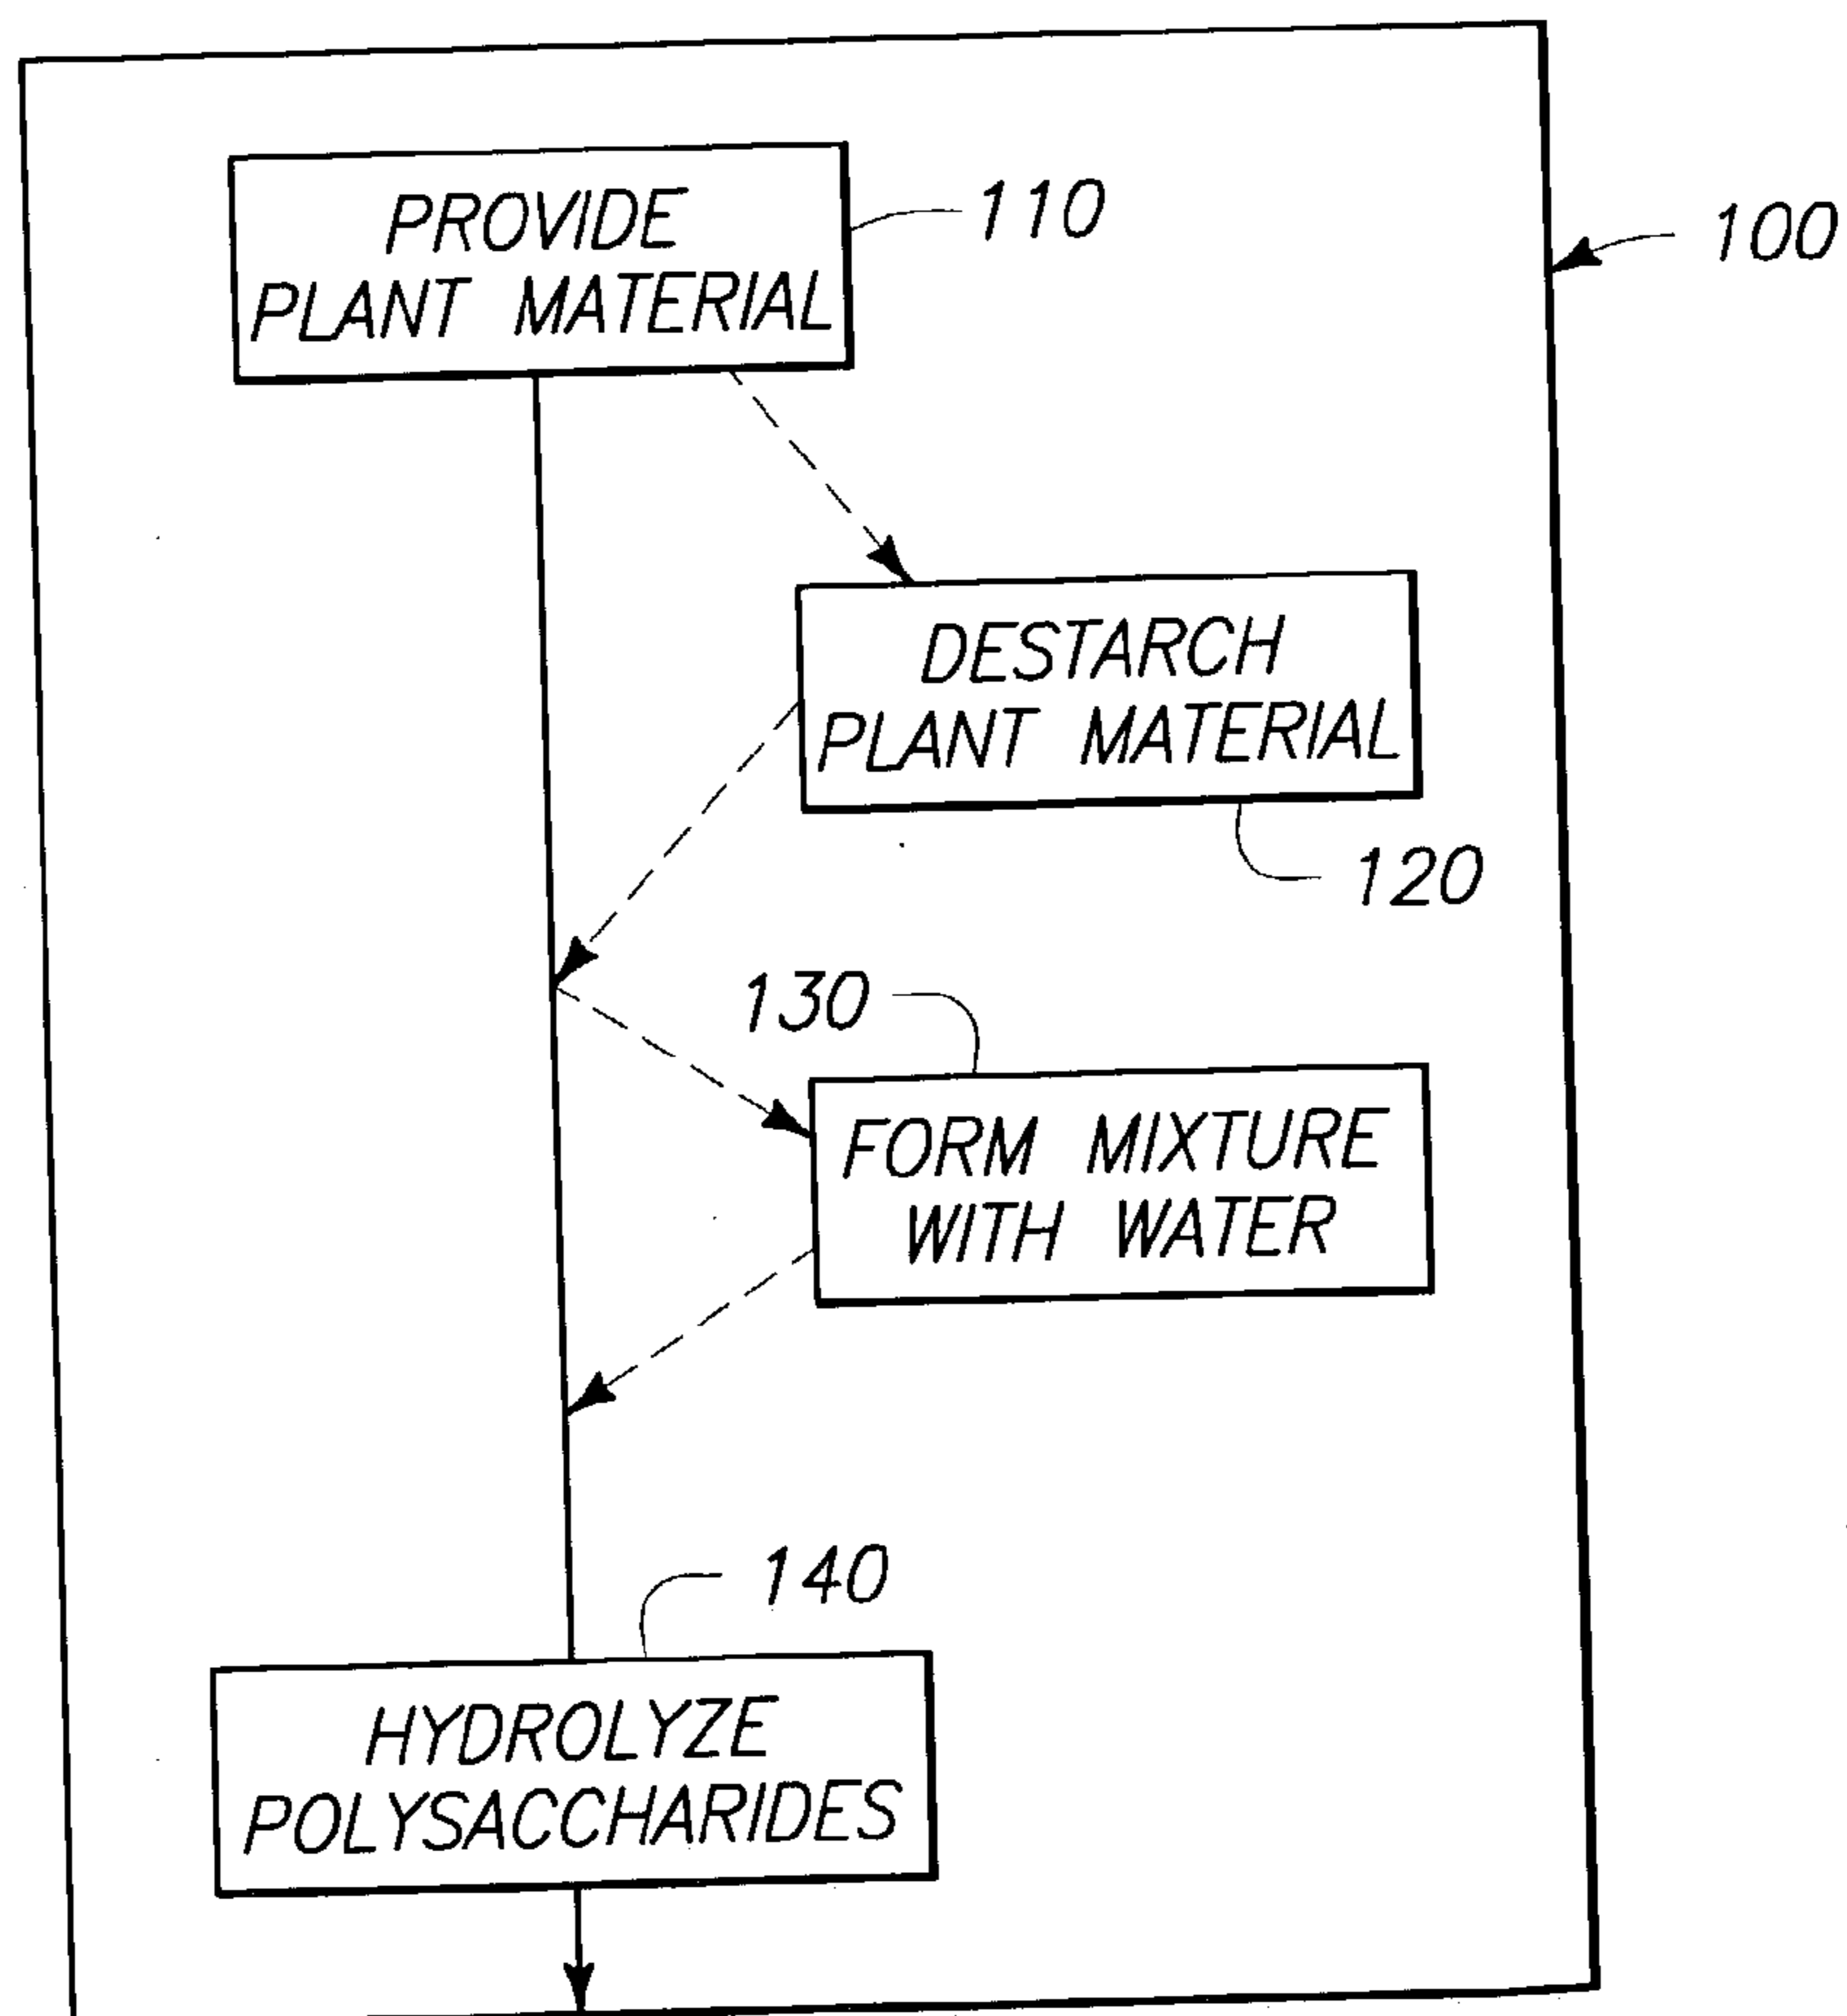 PROVIDE
PLANT MATERIAL
110
100
DESTARCH
PLANT MATERIAL
120
130
FORM MIXTURE
WITH WATER
140
HYDROLYZE
POLYSACCHARIDES